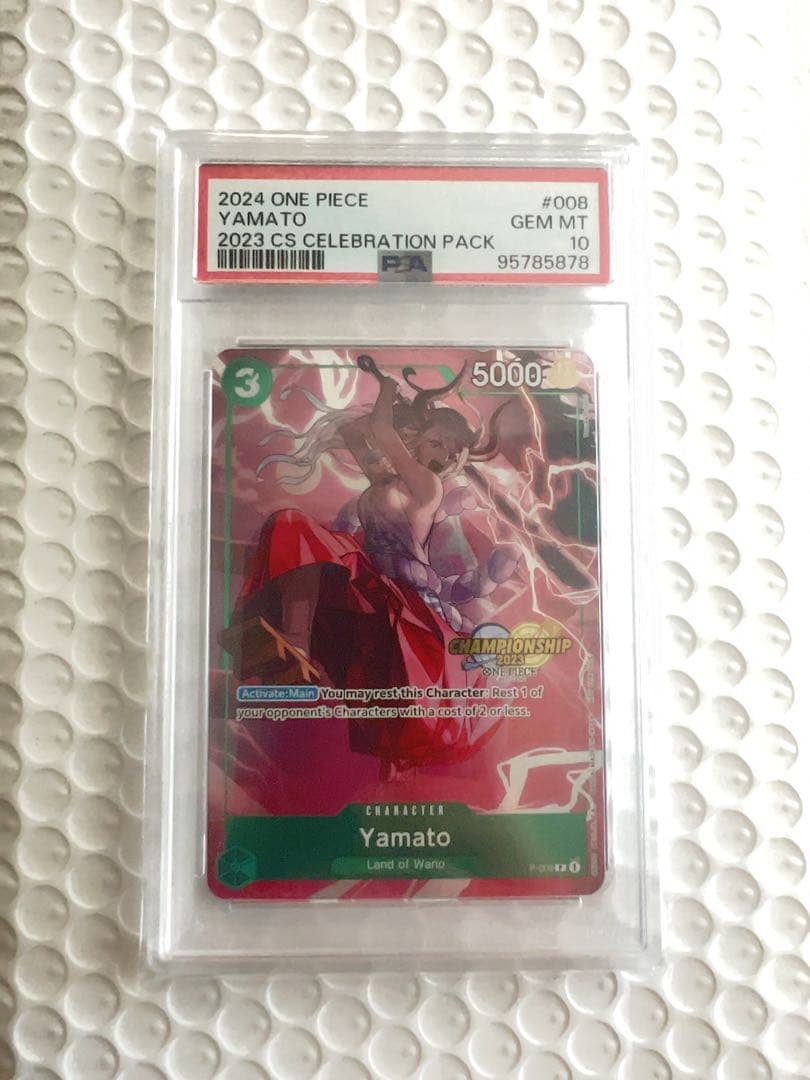 2024 ONE PIECE #008
YAMATO GEM MT
2023 CS CELEBRATION PACK 10
PSA 95785878
3
5000
CHAMPIONSHIP
2023
ONE PIECE
Activate:Main You may rest this Character: Rest 1 of
your opponent's Characters with a cost of 2 or less.
CHARACTER
Yamato
Land of Wano
P 1